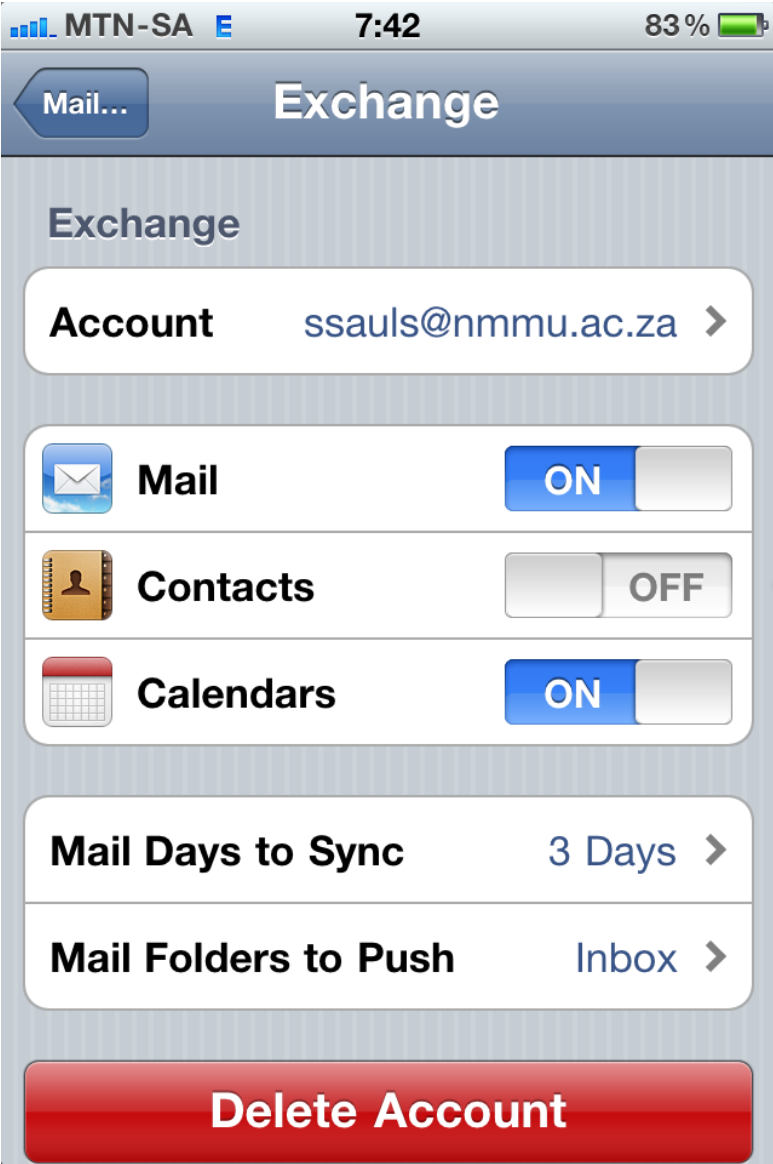 MTN-SA E 7:42 83%
Mail... Exchange
Exchange
Account ssauls@nmmu.ac.za
Mail ON
Contacts OFF
Calendars ON
Mail Days to Sync 3 Days
Mail Folders to Push Inbox
Delete Account